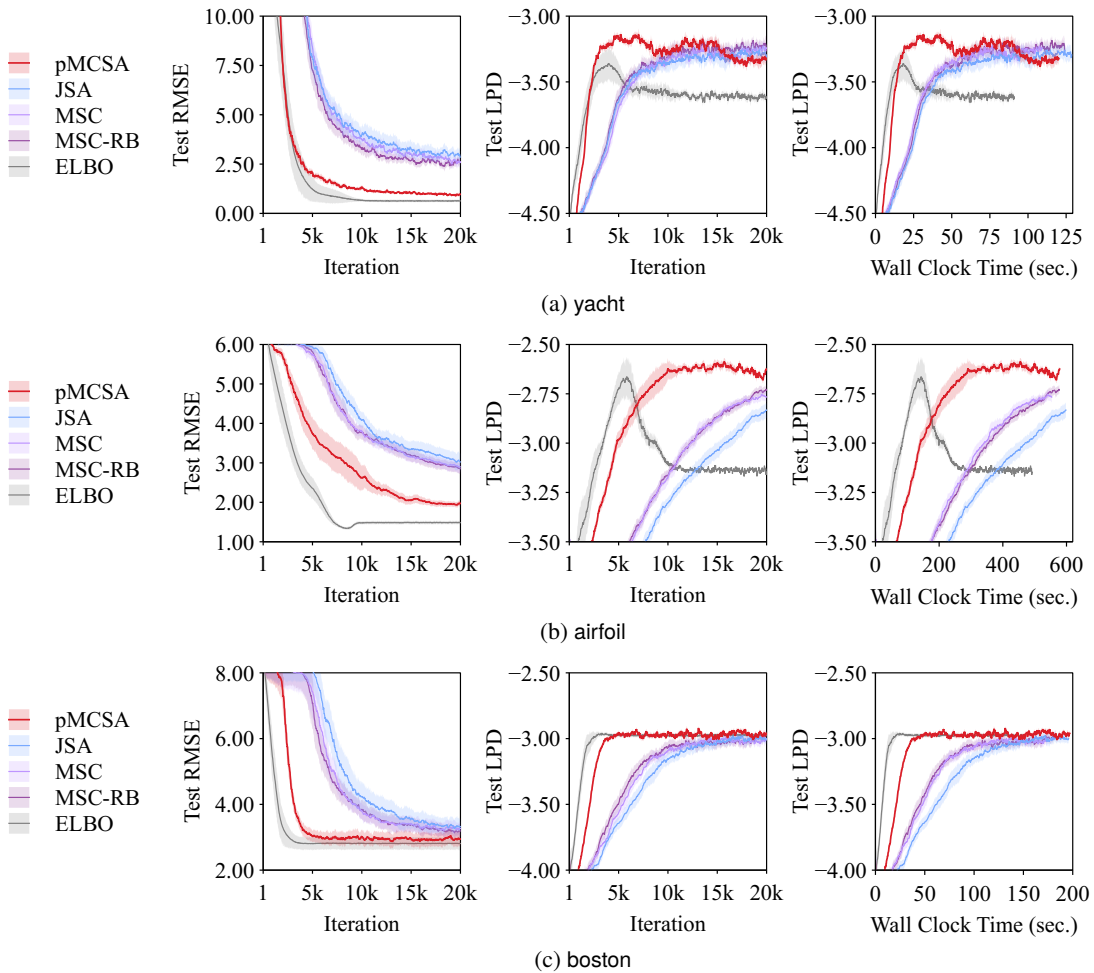 pMCSA
JSA
MSC
MSC-RB
ELBO
Test RMSE
10.00
7.50
5.00
2.50
0.00
1 5k 10k 15k 20k
Iteration
Test LPD
−3.00
−3.50
−4.00
−4.50
1 5k 10k 15k 20k
Iteration
Test LPD
−3.00
−3.50
−4.00
−4.50
0 25 50 75 100 125
Wall Clock Time (sec.)
(a) yacht
pMCSA
JSA
MSC
MSC-RB
ELBO
Test RMSE
6.00
5.00
4.00
3.00
2.00
1.00
1 5k 10k 15k 20k
Iteration
Test LPD
−2.50
−2.75
−3.00
−3.25
−3.50
1 5k 10k 15k 20k
Iteration
Test LPD
−2.50
−2.75
−3.00
−3.25
−3.50
0 200 400 600
Wall Clock Time (sec.)
(b) airfoil
pMCSA
JSA
MSC
MSC-RB
ELBO
Test RMSE
8.00
6.00
4.00
2.00
1 5k 10k 15k 20k
Iteration
Test LPD
−2.50
−3.00
−3.50
−4.00
1 5k 10k 15k 20k
Iteration
Test LPD
−2.50
−3.00
−3.50
−4.00
0 50 100 150 200
Wall Clock Time (sec.)
(c) boston